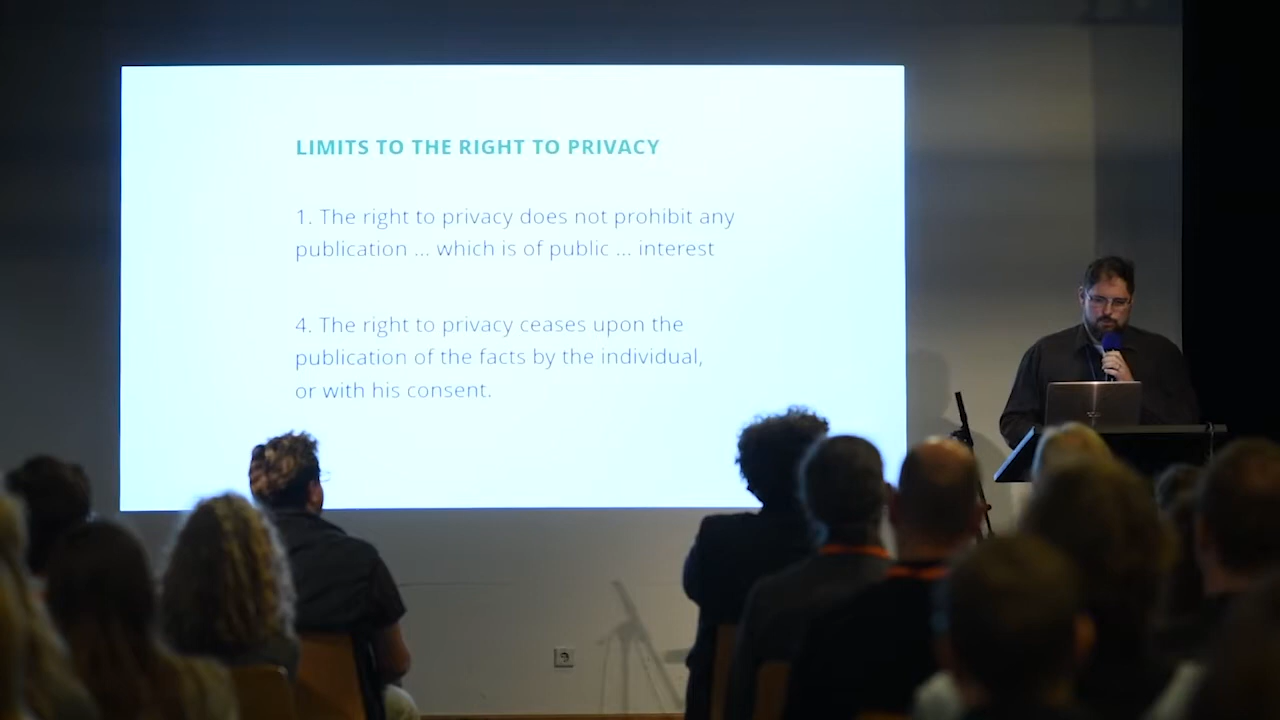 LIMITS TO THE RIGHT TO PRIVACY
1. The right to privacy does not prohibit any
publication ... which is of public ... interest
4. The right to privacy ceases upon the
publication of the facts by the individual,
or with his consent.